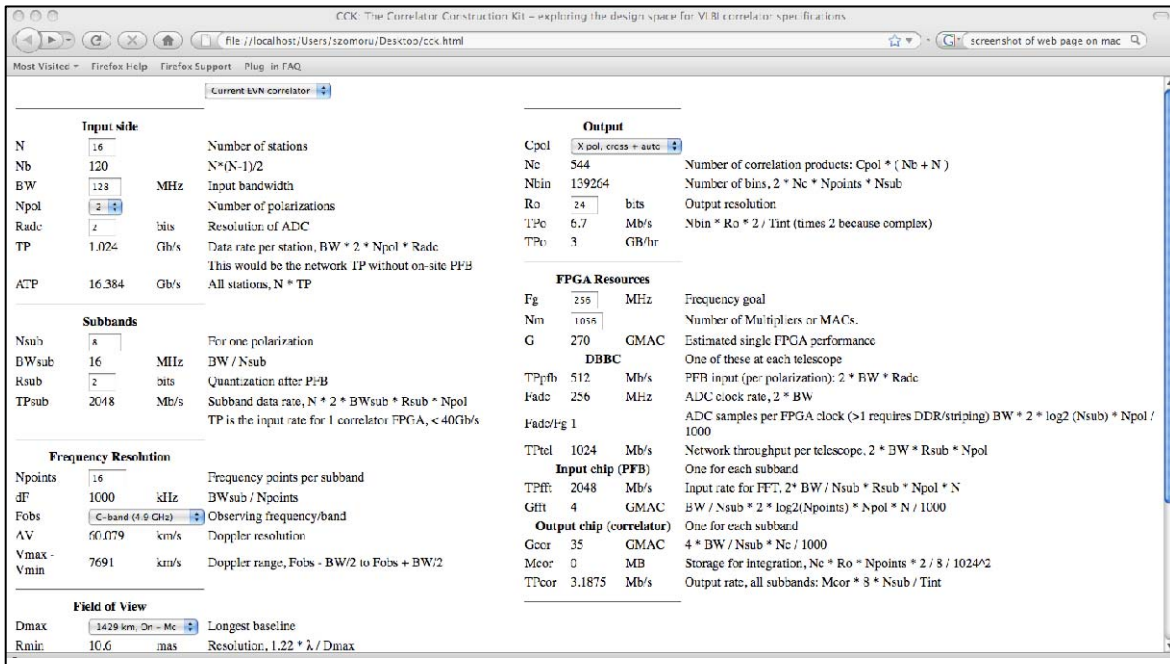 CCK: The Correlator Construction Kit – exploring the design space for VLBI correlator specifications
file //localhost/Users/szomoru/Desktop/cck.html
screenshot of web page on mac
Most Visited Firefox Help Firefox Support Plug in FAQ
Current EVN correlator
Input side
N 16 Number of stations
Nb 120 N*(N-1)/2
BW 128 MHz Input bandwidth
Npol 2 Number of polarizations
Radc 2 bits Resolution of ADC
TP 1.024 Gb/s Data rate per station, BW * 2 * Npol * Radc
This would be the network TP without on-site PFB
ATP 16.384 Gb/s All stations, N * TP
Subbands
Nsub 8 For one polarization
BWsub 16 MHz BW / Nsub
Rsub 2 bits Quantization after PFB
TPsub 2048 Mb/s Subband data rate, N * 2 * BWsub * Rsub * Npol
TP is the input rate for 1 correlator FPGA, < 40Gb/s
Frequency Resolution
Npoints 16 Frequency points per subband
dF 1000 kHz BWsub / Npoints
Fobs C-band (4.9 GHz) Observing frequency/band
ΔV 60.079 km/s Doppler resolution
Vmax - Vmin 7691 km/s Doppler range, Fobs - BW/2 to Fobs + BW/2
Field of View
Dmax 1429 km, On - Mc Longest baseline
Rmin 10.6 mas Resolution, 1.22 * λ / Dmax
Output
Cpol X pol, cross + auto
Nc 544 Number of correlation products: Cpol * ( Nb + N )
Nbin 139264 Number of bins, 2 * Nc * Npoints * Nsub
Ro 24 bits Output resolution
TPo 6.7 Mb/s Nbin * Ro * 2 / Tint (times 2 because complex)
TPo 3 GB/hr
FPGA Resources
Fg 256 MHz Frequency goal
Nm 1056 Number of Multipliers or MACs.
G 270 GMAC Estimated single FPGA performance
DBBC One of these at each telescope
TPpfb 512 Mb/s PFB input (per polarization): 2 * BW * Radc
Fadc 256 MHz ADC clock rate, 2 * BW
Fadc/Fg 1 ADC samples per FPGA clock (>1 requires DDR/striping) BW * 2 * log2 (Nsub) * Npol /
1000
TPtel 1024 Mb/s Network throughput per telescope, 2 * BW * Rsub * Npol
Input chip (PFB) One for each subband
TPfft 2048 Mb/s Input rate for FFT, 2* BW / Nsub * Rsub * Npol * N
Gfft 4 GMAC BW / Nsub * 2 * log2(Npoints) * Npol * N / 1000
Output chip (correlator) One for each subband
Gcor 35 GMAC 4 * BW / Nsub * Nc / 1000
Mcor 0 MB Storage for integration, Nc * Ro * Npoints * 2 / 8 / 1024^2
TPcor 3.1875 Mb/s Output rate, all subbands: Mcor * 8 * Nsub / Tint